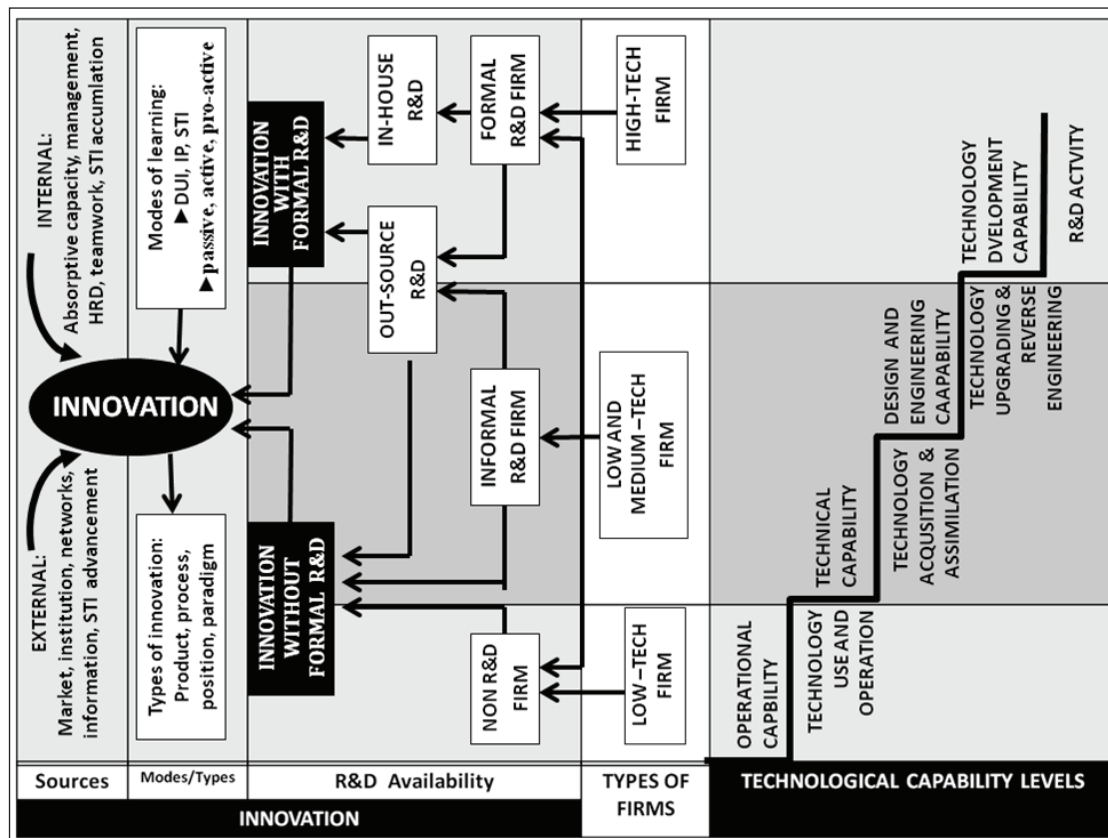 EXTERNAL:
Market, institution, networks,
information, STI advancement
INTERNAL:
Absorptive capacity, management,
HRD, teamwork, STI accumlation
INNOVATION
Types of innovation:
Product, process,
position, paradigm
Modes of learning:
►DUI, IP, STI
►passive, active, pro-active
INNOVATION
WITHOUT
FORMAL R&D
INNOVATION
WITH
FORMAL R&D
OUT-SOURCE
R&D
IN-HOUSE
R&D
NON R&D
FIRM
INFORMAL
R&D FIRM
FORMAL
R&D FIRM
LOW–TECH
FIRM
LOW AND
MEDIUM–TECH
FIRM
HIGH-TECH
FIRM
OPERATIONAL
CAPBILITY
TECHNOLOGY
USE AND
OPERATION
TECHNICAL
CAPABILITY
TECHNOLOGY
ACQUSITION &
ASSIMILATION
DESIGN AND
ENGINEERING
CAAPABILITY
TECHNOLOGY
UPGRADING &
REVERSE
ENGINEERING
TECHNOLOGY
DVELOPMENT
CAPABILITY
R&D ACTVITY
Sources
Modes/Types
R&D Availability
TYPES OF
FIRMS
TECHNOLOGICAL CAPABILITY LEVELS
INNOVATION